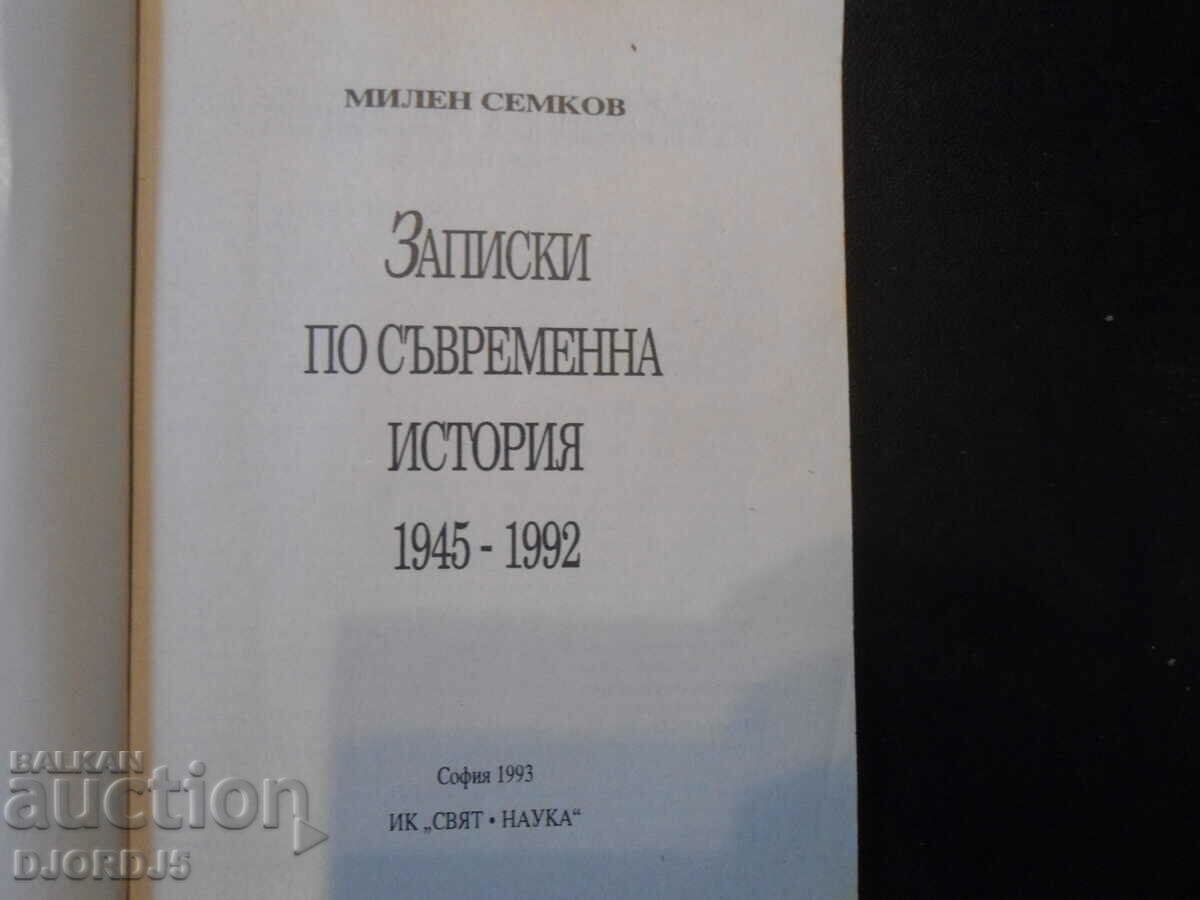 МИЛЕН СЕМКОВ
ЗАПИСКИ
ПО СЪВРЕМЕННА
ИСТОРИЯ
1945 - 1992
София 1993
ИК „СВЯТ • НАУКА“
BALKAN
auction
DJORDJ5